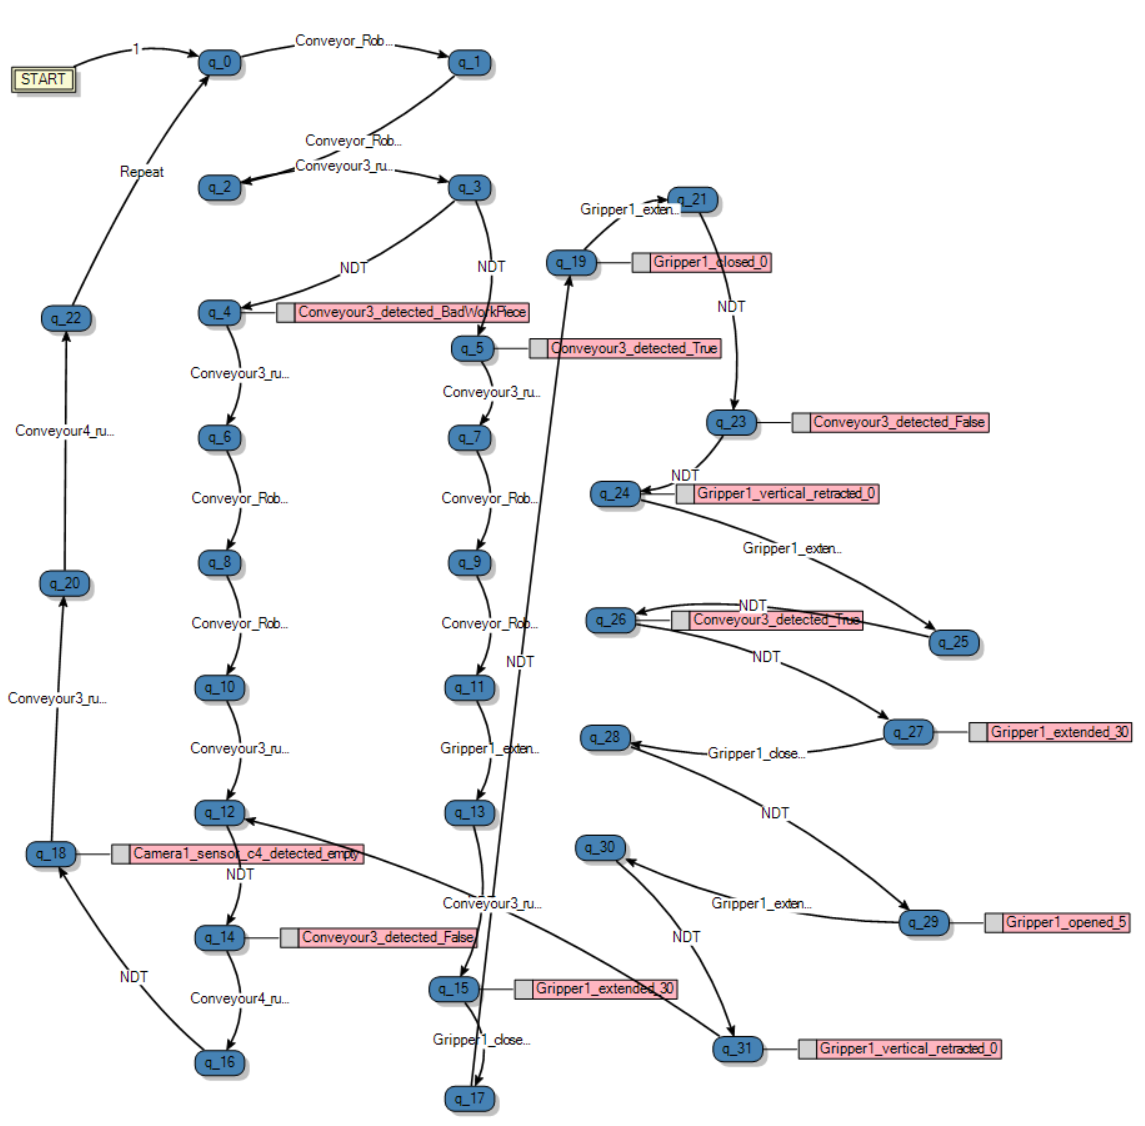 1
Conveyor_Rob...
START
q_0
q_1
Conveyor_Rob...
Conveyour3_ru...
Repeat
q_2
q_3
q_21
Gripper1_exten...
NDT
NDT
q_19
Gripper1_closed_0
NDT
q_22
q_4
Conveyour3_detected_BadWorkPiece
q_5
Conveyour3_detected_True
Conveyour3_ru...
Conveyour3_ru...
Conveyour4_ru...
q_6
q_7
q_23
Conveyour3_detected_False
NDT
Conveyor_Rob...
Conveyor_Rob...
q_24
Gripper1_vertical_retracted_0
Gripper1_exten...
q_20
q_8
q_9
NDT
Conveyor_Rob...
Conveyor_Rob...
q_26
Conveyour3_detected_True
q_25
NDT
NDT
Conveyour3_ru...
q_10
q_11
Conveyour3_ru...
Gripper1_exten...
q_28
q_27
Gripper1_extended_30
Gripper1_close...
q_12
q_13
NDT
q_18
Camera1_sensor_c4_detected_empty
q_30
NDT
Conveyour3_ru...
Gripper1_exten...
q_29
Gripper1_opened_5
q_14
Conveyour3_detected_False
NDT
NDT
Conveyour4_ru...
q_15
Gripper1_extended_30
Gripper1_close...
q_31
Gripper1_vertical_retracted_0
q_16
q_17